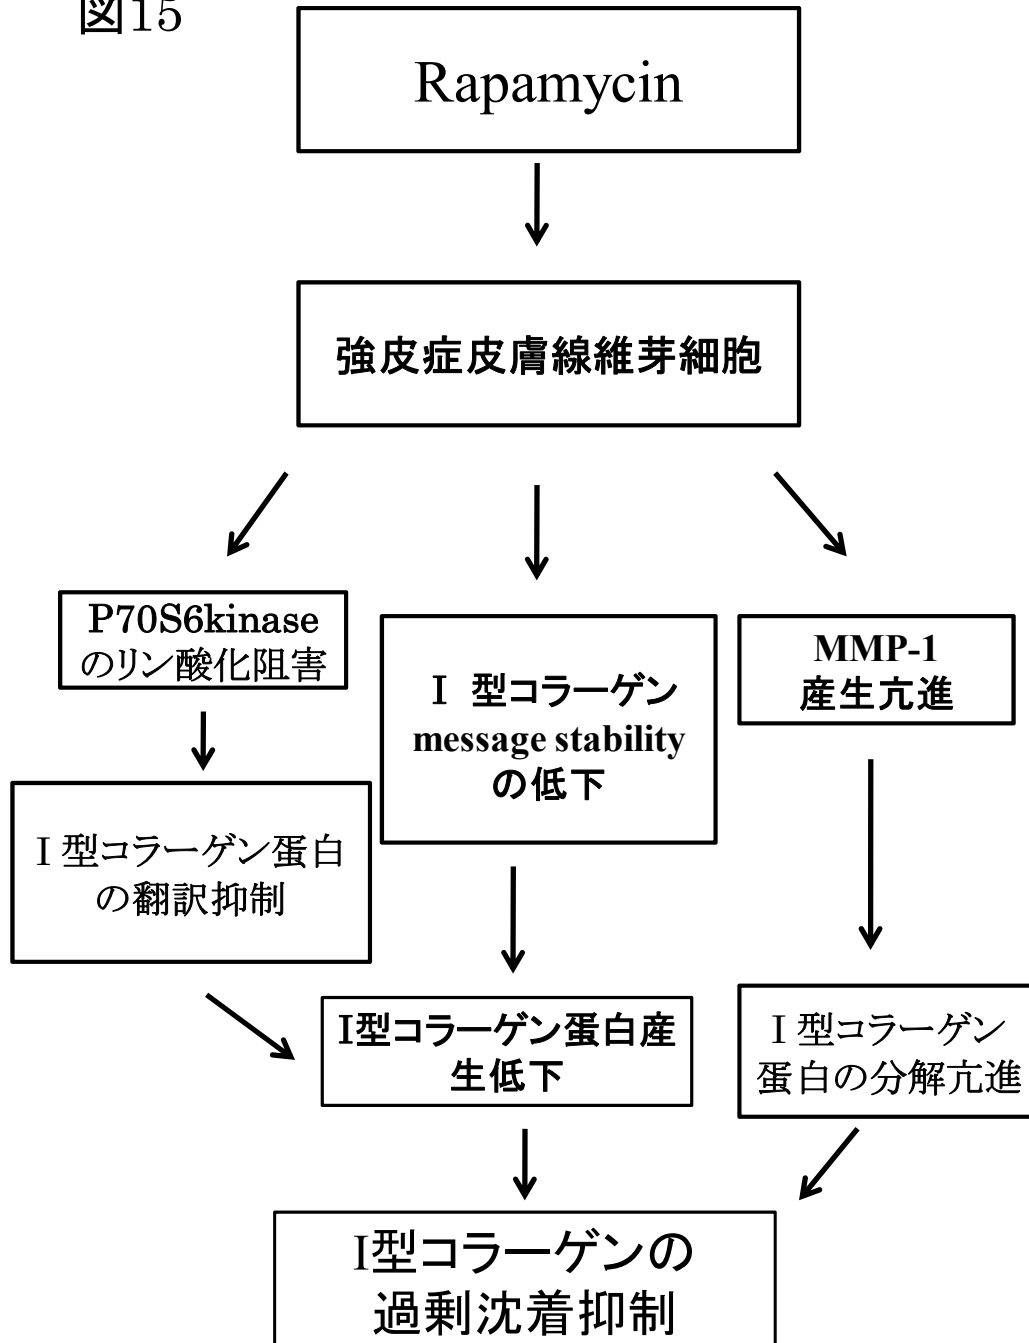 図15
Rapamycin
強皮症皮膚線維芽細胞
P70S6kinase
のリン酸化阻害
Ⅰ 型コラーゲン
message stability
の低下
MMP-1
産生亢進
Ⅰ型コラーゲン蛋白
の翻訳抑制
Ⅰ型コラーゲン蛋白産
生低下
Ⅰ型コラーゲン
蛋白の分解亢進
Ⅰ型コラーゲンの
過剰沈着抑制